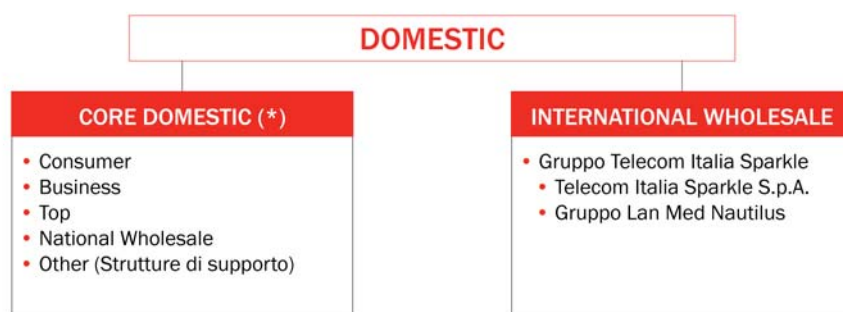 DOMESTIC
CORE DOMESTIC (*)
• Consumer
• Business
• Top
• National Wholesale
• Other (Strutture di supporto)
INTERNATIONAL WHOLESALE
• Gruppo Telecom Italia Sparkle
• Telecom Italia Sparkle S.p.A.
• Gruppo Lan Med Nautilus